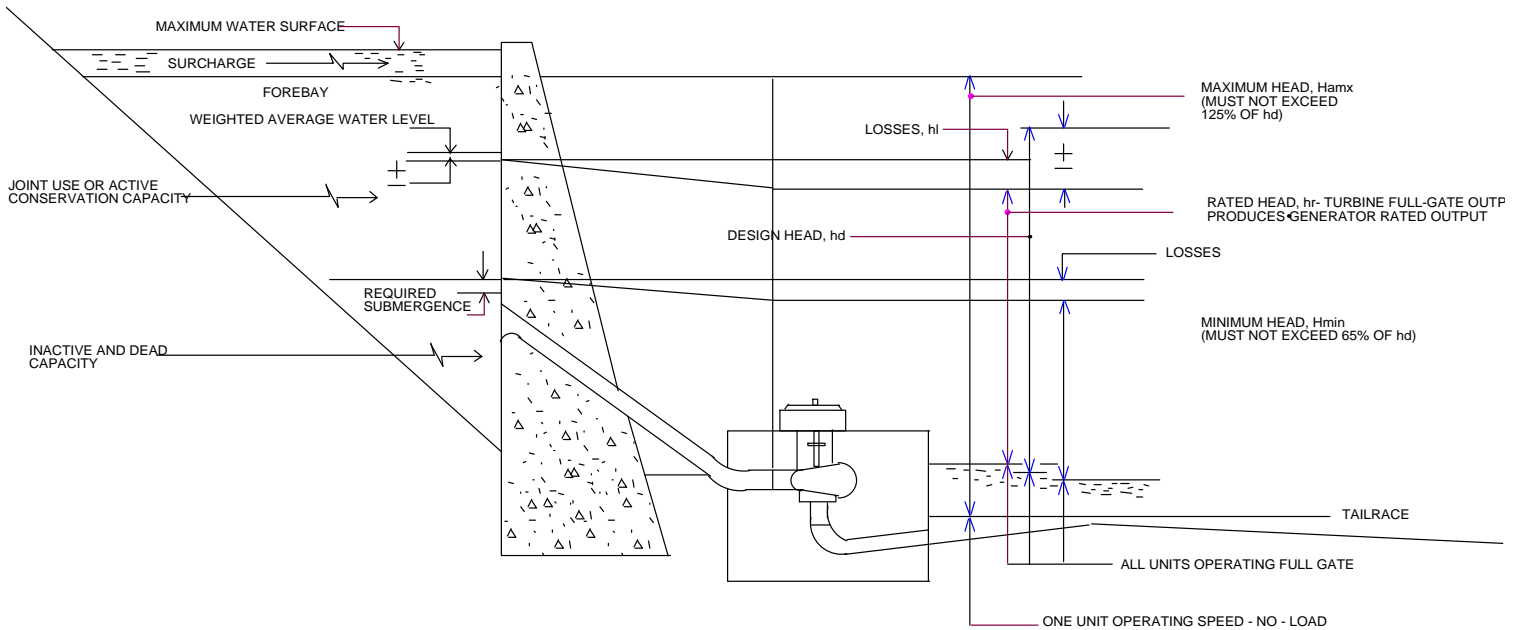 MAXIMUM WATER SURFACE
SURCHARGE
FOREBAY
WEIGHTED AVERAGE WATER LEVEL
JOINT USE OR ACTIVE
CONSERVATION CAPACITY
REQUIRED
SUBMERGENCE
INACTIVE AND DEAD
CAPACITY
LOSSES, hl
DESIGN HEAD, hd
MAXIMUM HEAD, Hamx
(MUST NOT EXCEED
125% OF hd)
RATED HEAD, hr- TURBINE FULL-GATE OUTP
PRODUCES GENERATOR RATED OUTPUT
LOSSES
MINIMUM HEAD, Hmin
(MUST NOT EXCEED 65% OF hd)
TAILRACE
ALL UNITS OPERATING FULL GATE
ONE UNIT OPERATING SPEED - NO - LOAD